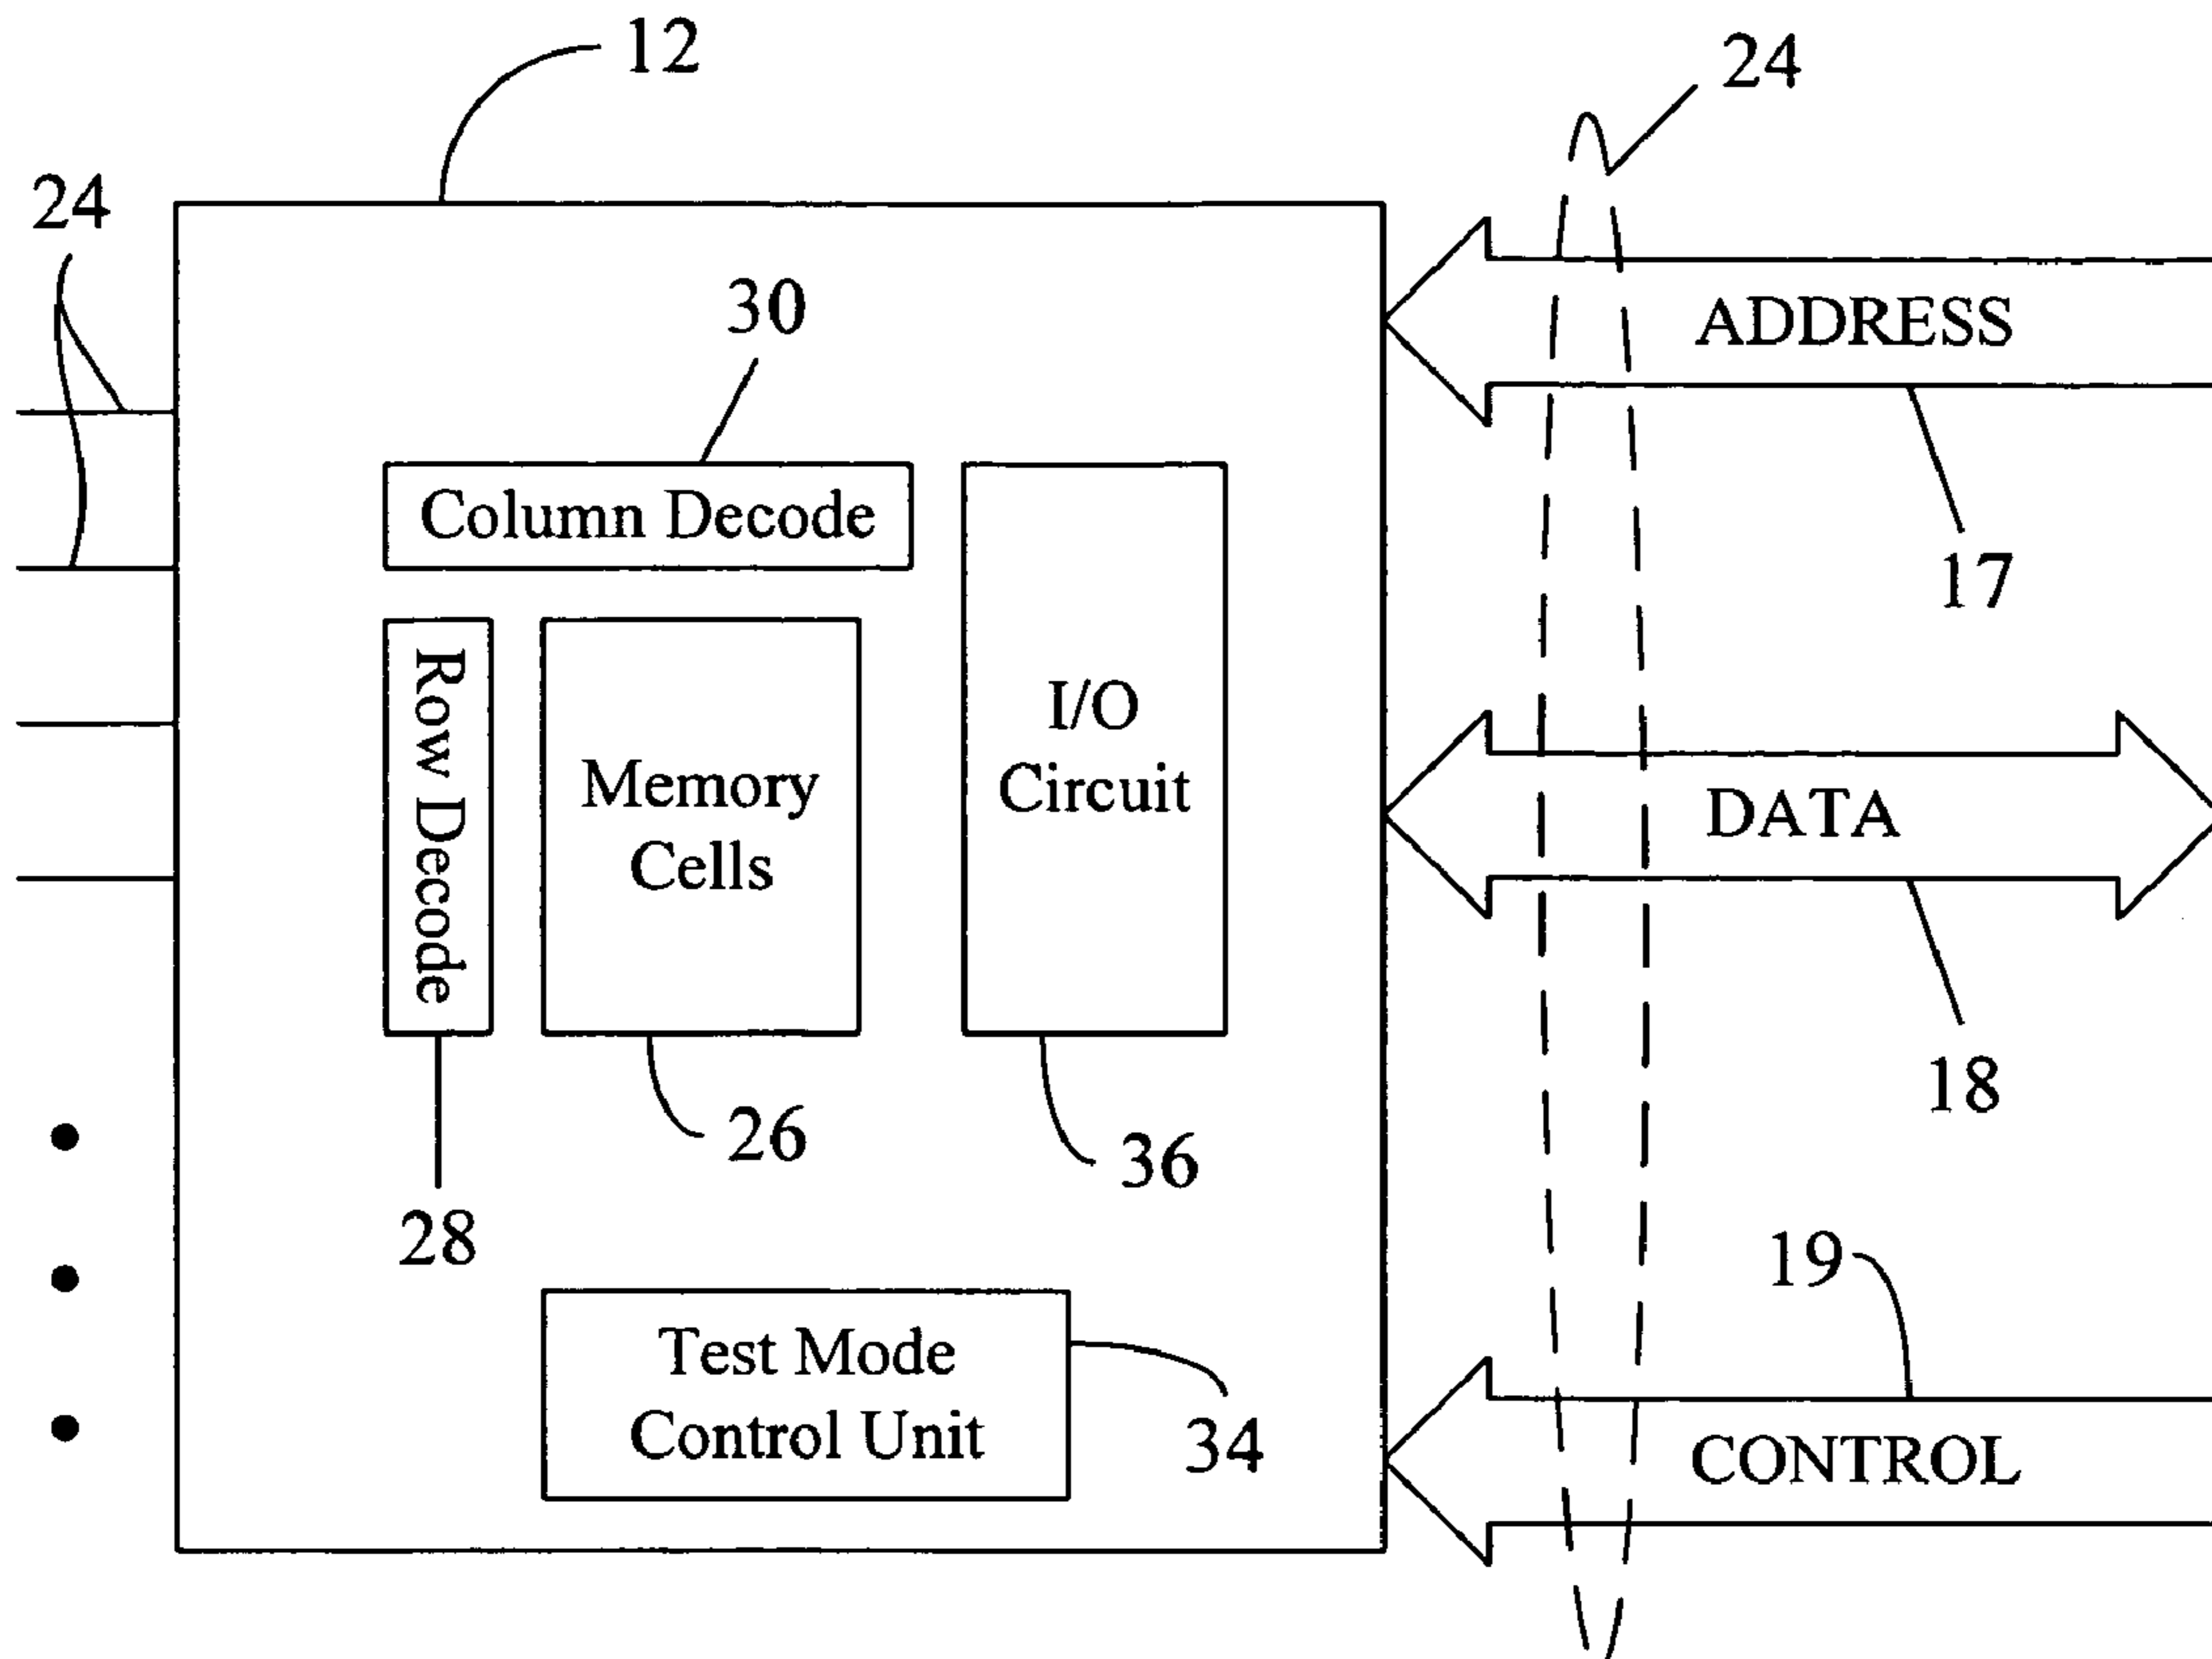 12
24
24
30
ADDRESS
Column Decode
17
Row Decode
Memory
Cells
I/O
Circuit
DATA
18
26
36
28
19
Test Mode
Control Unit
34
CONTROL